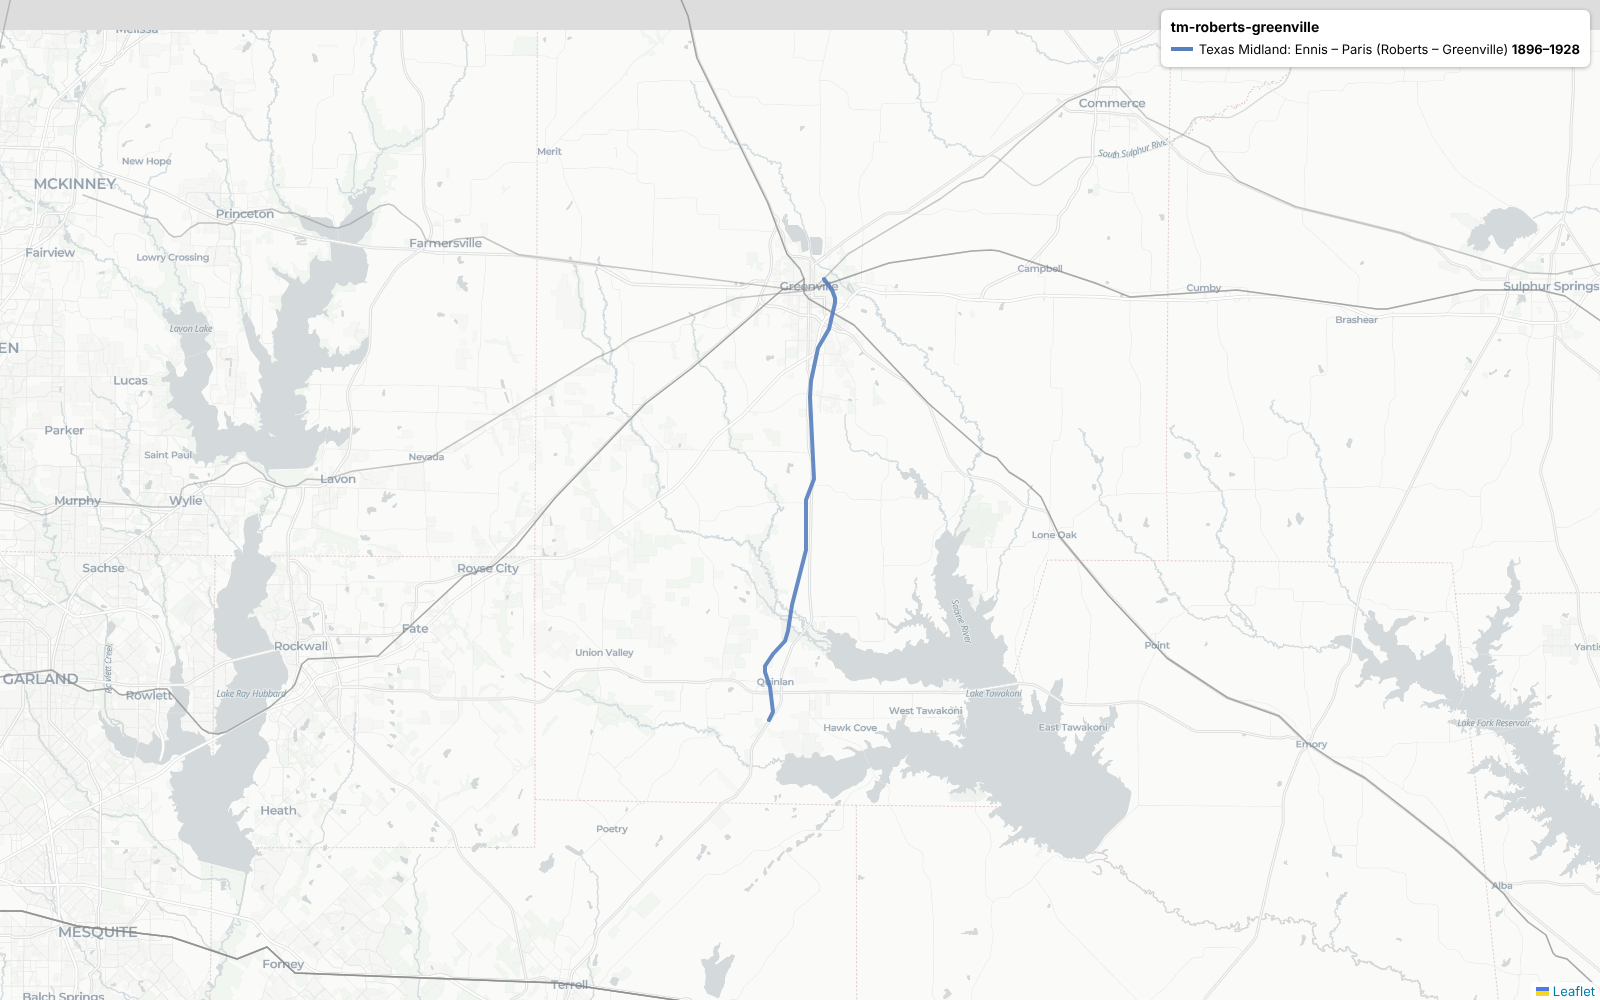 tm-roberts-greenville
Texas Midland: Ennis – Paris (Roberts – Greenville) 1896–1928
Melissa
Commerce
South Sulphur River
Merit
New Hope
MCKINNEY
Princeton
Farmersville
Fairview
Lowry Crossing
Campbell
Greenville
Cumby
Sulphur Springs
Brashear
Lavon Lake
EN
Lucas
Parker
Saint Paul
Nevada
Lavon
Murphy
Wylie
Lone Oak
Sachse
Royse City
Sabine River
Fate
Rockwall
Union Valley
Point
Yantis
GARLAND
Rowlett Creek
Quinlan
Rowlett
Lake Ray Hubbard
Lake Tawakoni
West Tawakoni
Hawk Cove
East Tawakoni
Lake Fork Reservoir
Emory
Heath
Poetry
Alba
MESQUITE
Forney
Terrell
Balch Springs
Leaflet